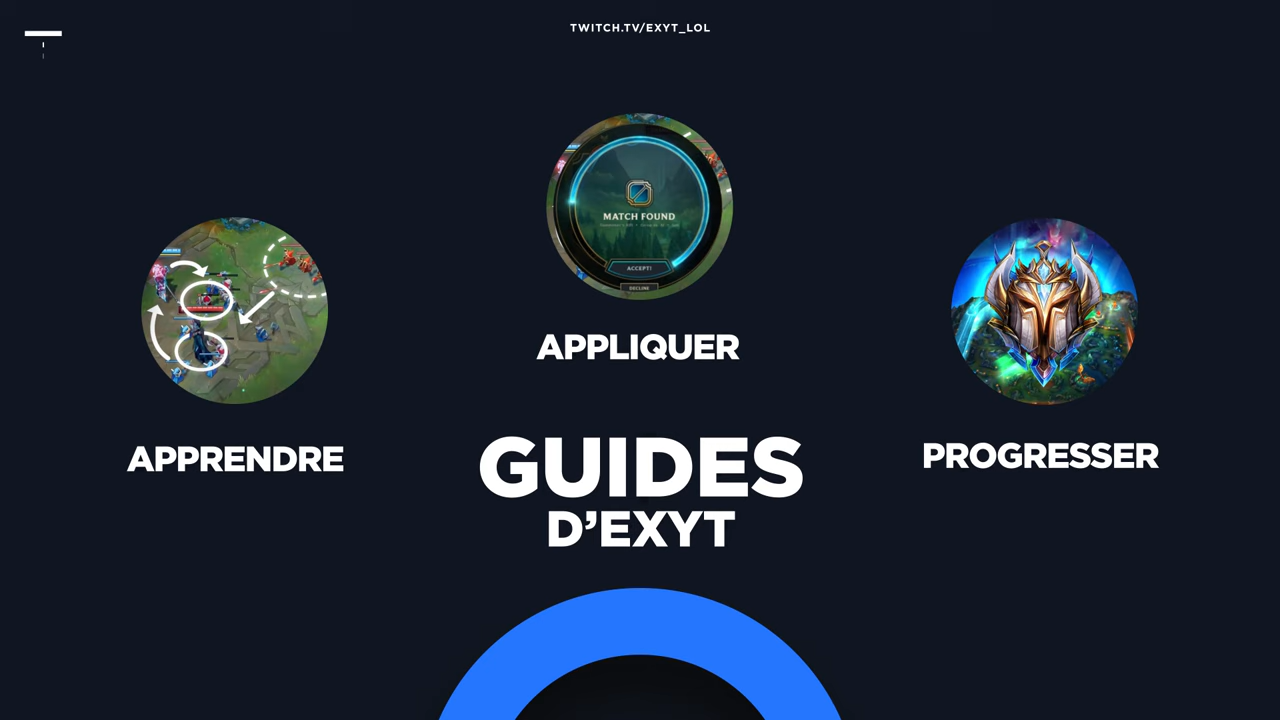 TWITCH.TV/EXYT_LOL
MATCH FOUND
ACCEPT!
DECLINE
APPLIQUER
APPRENDRE
PROGRESSER
GUIDES
D’EXYT